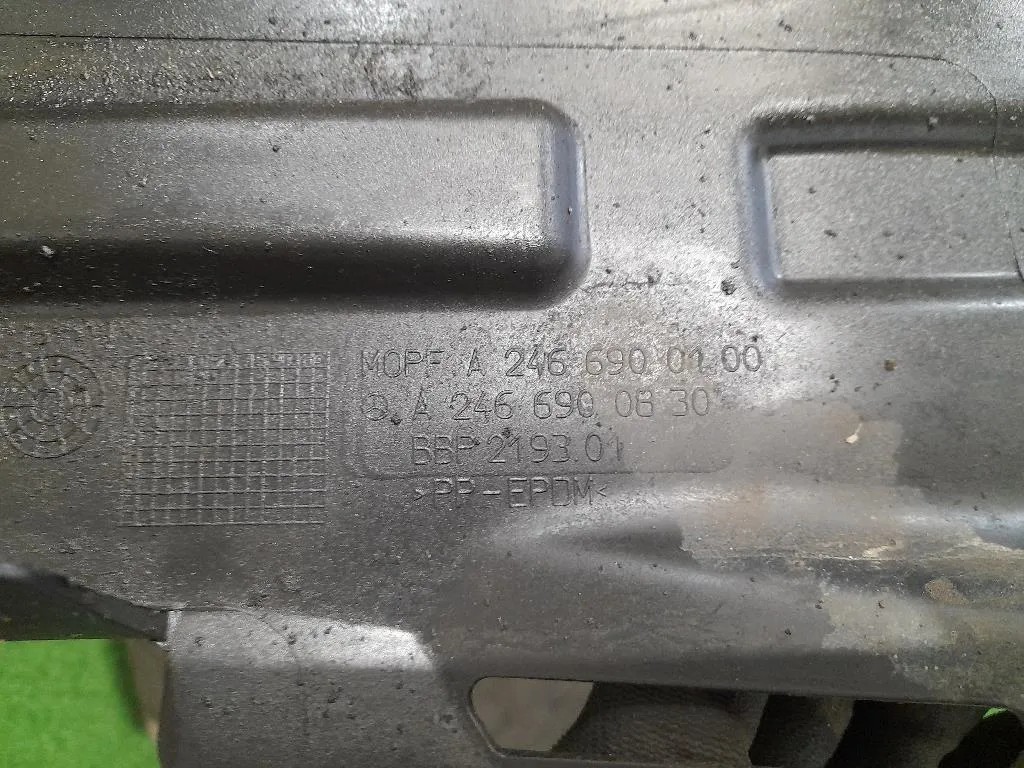 MOPF A 246 690 01 00
A 246 690 08 30
BBP 2193.01
>PP-EPDM<